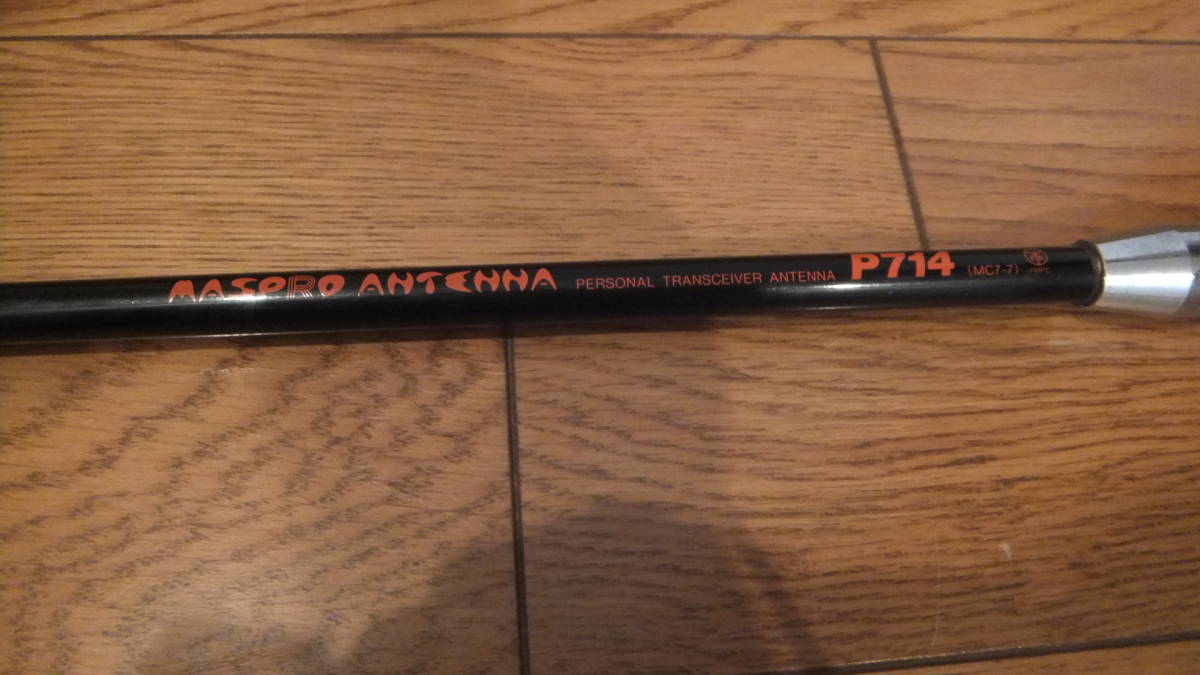 MASPRO ANTENNA PERSONAL TRANSCEIVER ANTENNA P714 (MC7-7)